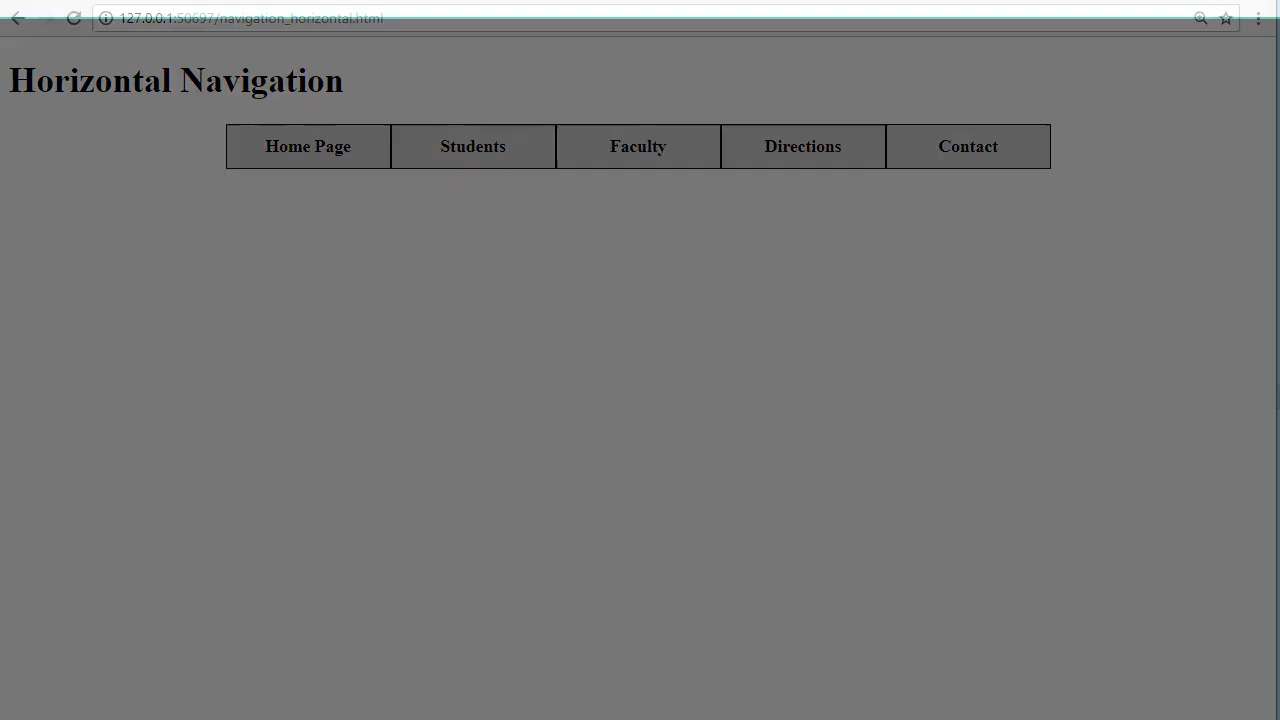 127.0.0.1:50697/navigation_horizontal.html
Horizontal Navigation
Home Page Students Faculty Directions Contact